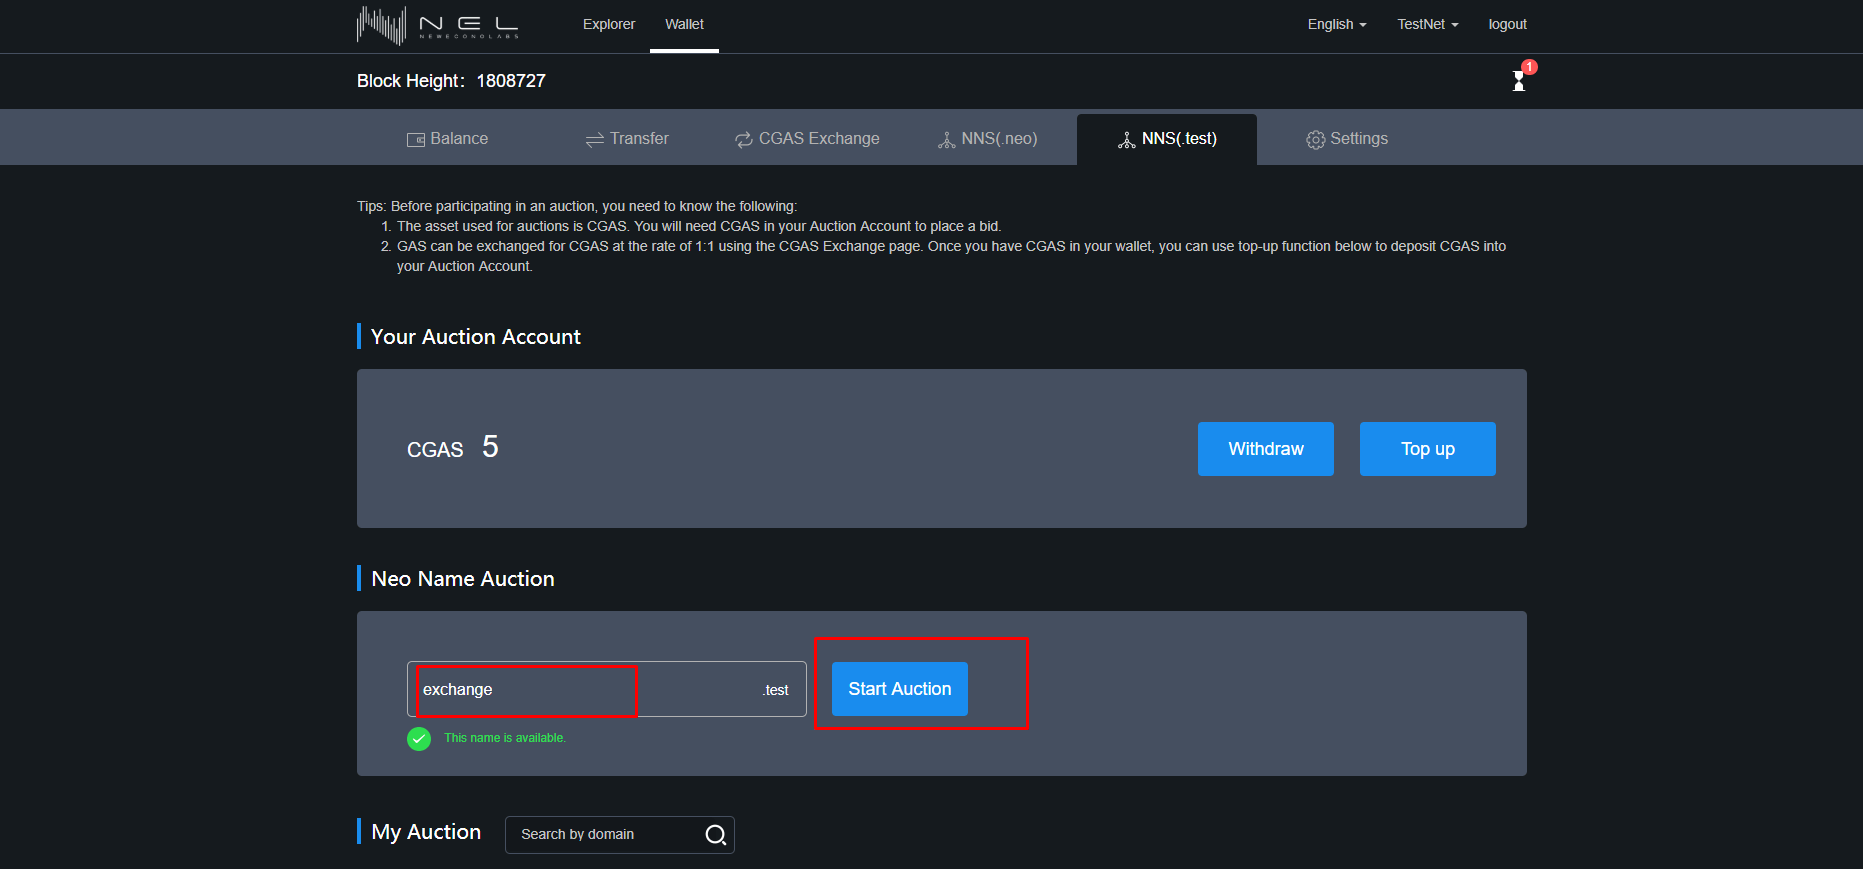 NEL
NEWECONOLABS
Explorer
Wallet
English
TestNet
logout
Block Height：1808727
1
Balance
Transfer
CGAS Exchange
NNS(.neo)
NNS(.test)
Settings
Tips: Before participating in an auction, you need to know the following:
1. The asset used for auctions is CGAS. You will need CGAS in your Auction Account to place a bid.
2. GAS can be exchanged for CGAS at the rate of 1:1 using the CGAS Exchange page. Once you have CGAS in your wallet, you can use top-up function below to deposit CGAS into
your Auction Account.
Your Auction Account
CGAS 5
Withdraw
Top up
Neo Name Auction
exchange
.test
Start Auction
This name is available.
My Auction
Search by domain